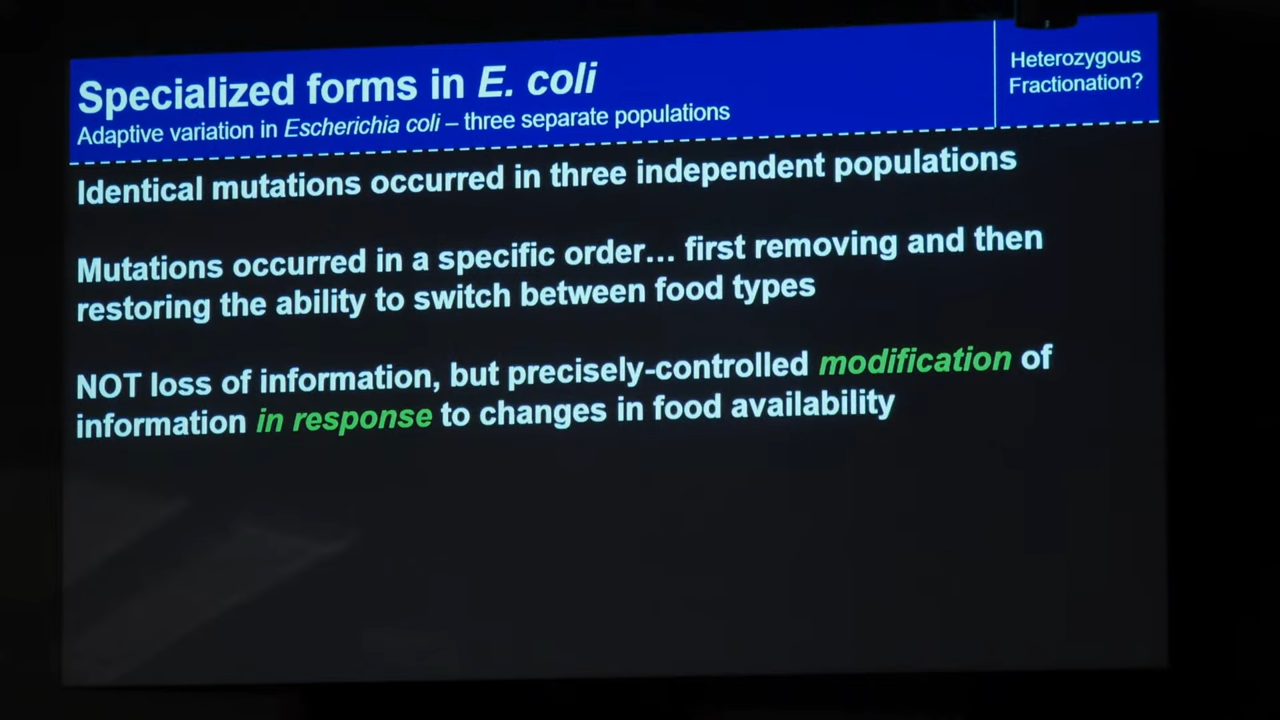 Specialized forms in E. coli
Adaptive variation in Escherichia coli – three separate populations
Heterozygous
Fractionation?
Identical mutations occurred in three independent populations
Mutations occurred in a specific order... first removing and then
restoring the ability to switch between food types
NOT loss of information, but precisely-controlled modification of
information in response to changes in food availability